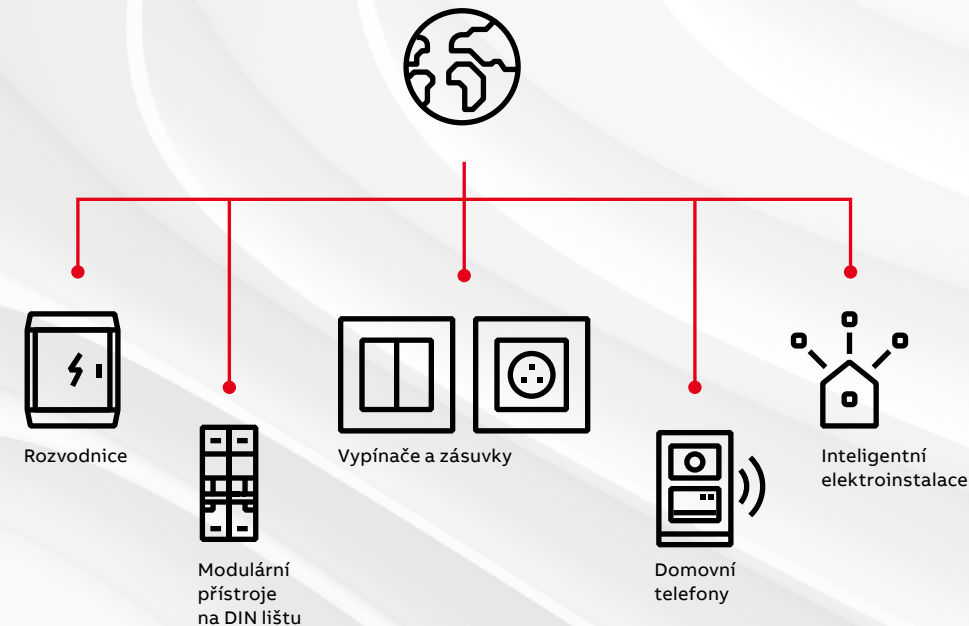 Rozvodnice
Modulární
přístroje
na DIN lištu
Vypínače a zásuvky
Domovní
telefony
Inteligentní
elektroinstalace